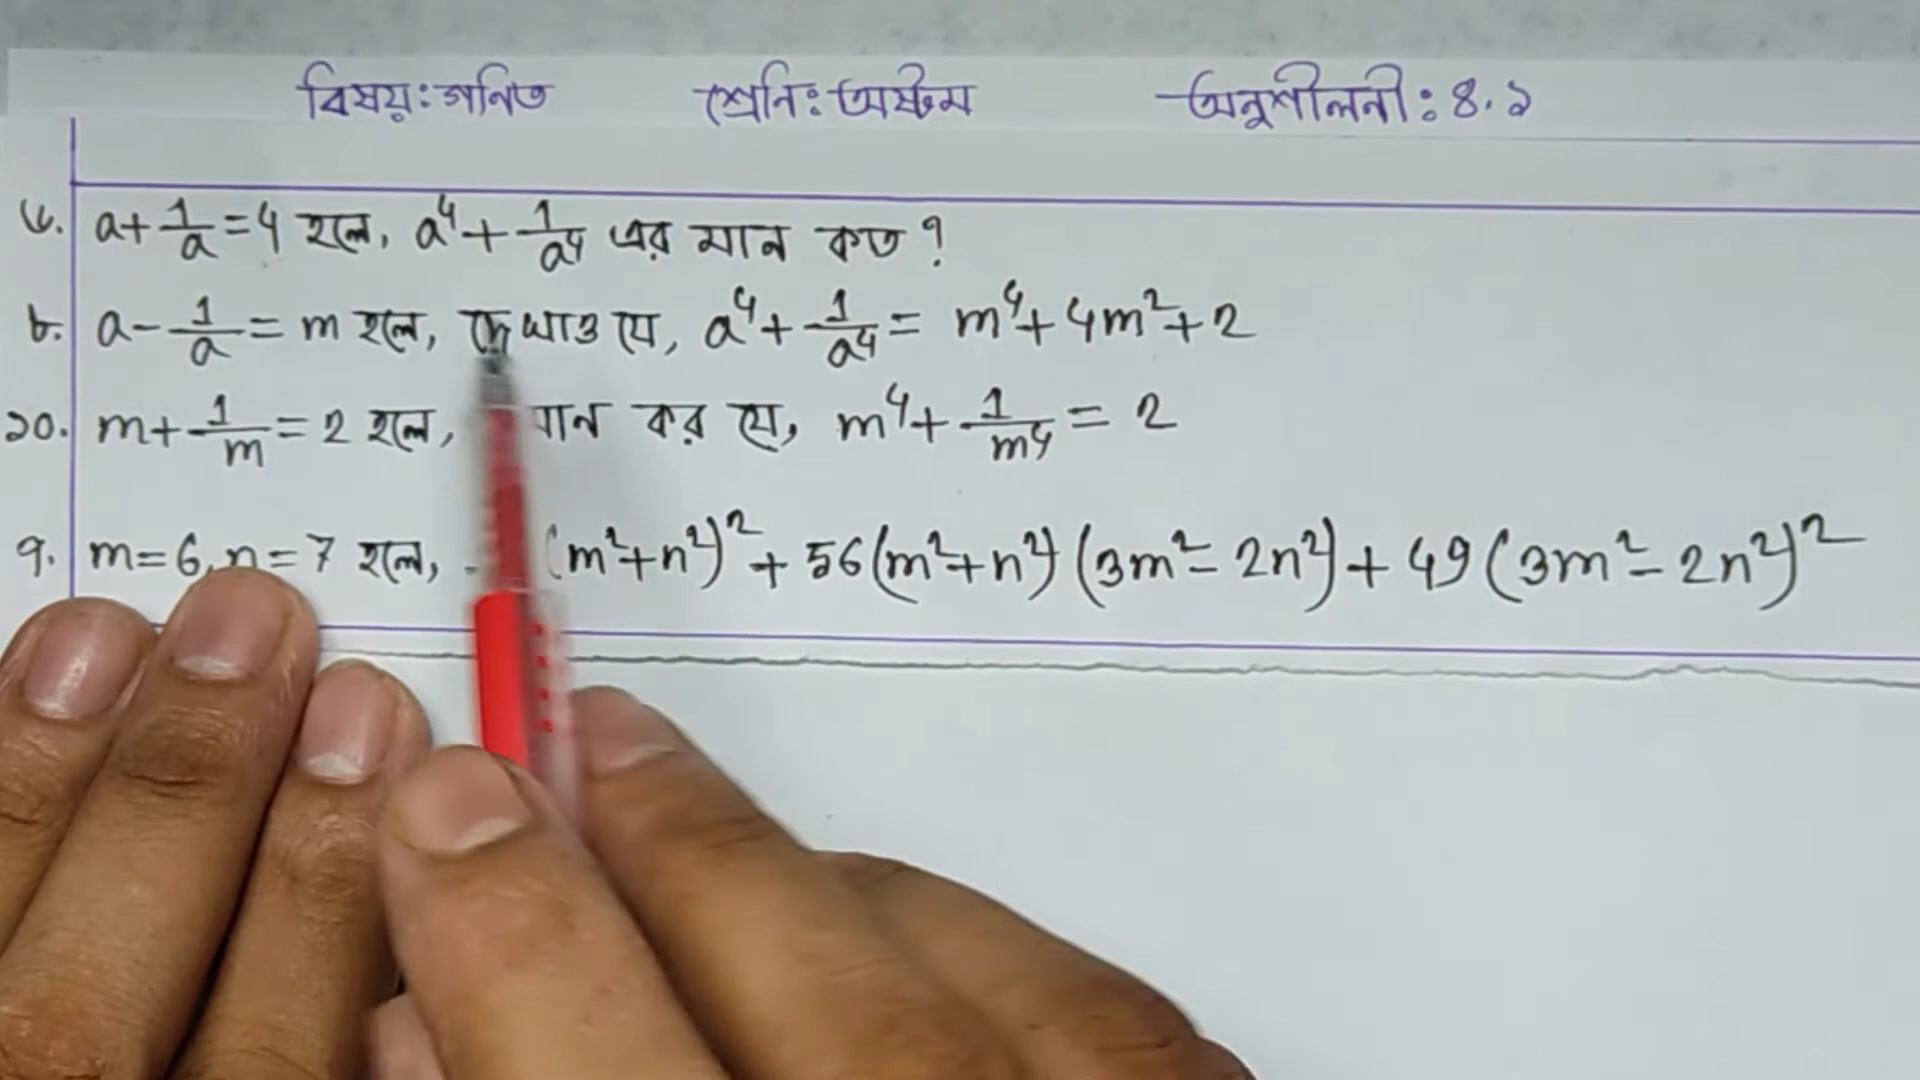 বিষয়: গনিত শ্রেনি: অষ্টম অনুশীলনী: ৪.১
৬. a+1/a=4 হলে, a⁴+1/a⁴ এর মান কত?
৮. a-1/a=m হলে, দেখাও যে, a⁴+1/a⁴= m⁴+4m²+2
১০. m+1/m=2 হলে, কর যে, m⁴+1/m⁴= 2
৭. m=6, n=7 হলে, (m²+n²)²+56(m²+n²)(3m²-2n²)+49(3m²-2n²)²